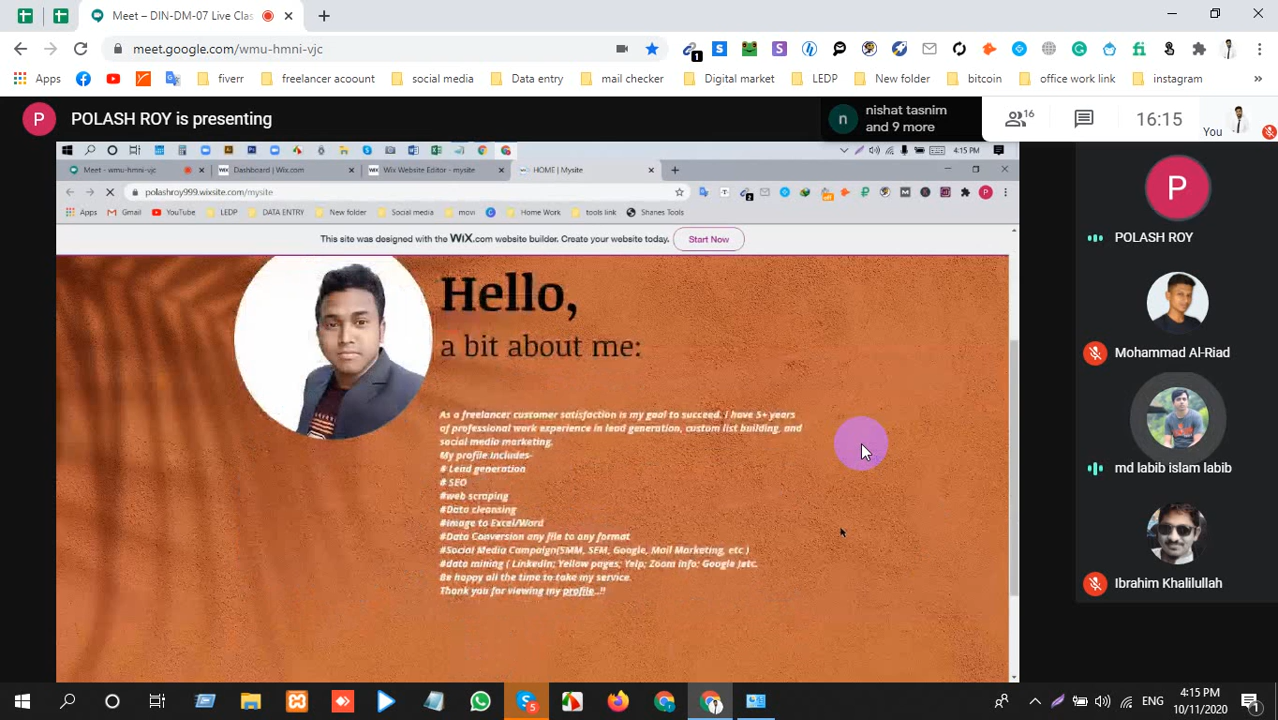 Meet – DIN-DM-07 Live Clas
meet.google.com/wmu-hmni-vjc
1
Apps
fiverr
freelancer acoount
social media
Data entry
mail checker
Digital market
LEDP
New folder
bitcoin
office work link
instagram
»
P
POLASH ROY is presenting
n
nishat tasnim
and 9 more
16
16:15
You
4:15 PM
Meet - wmu-hmni-vjc
Dashboard | Wix.com
Wix Website Editor - mysite
HOME | Mysite
polashroy999.wixsite.com/mysite
Apps
Gmail
YouTube
LEDP
DATA ENTRY
New folder
Social media
movi
Home Work
tools link
Shanes Tools
This site was designed with the WiX.com website builder. Create your website today.
Start Now
Hello,
a bit about me:
As a freelancer customer satisfaction is my goal to succeed. I have 5+ years
of professional work experience in lead generation, custom list building, and
social media marketing.
My profile includes-
# Lead generation
# SEO
#web scraping
#Data cleansing
#Image to Excel/Word
#Data Conversion any file to any format
#Social Media Campaign(SMM, SEM, Google, Mail Marketing, etc )
#data mining ( LinkedIn; Yellow pages; Yelp; Zoom info; Google )etc.
Be happy all the time to take my service.
Thank you for viewing my profile..!!
P
POLASH ROY
Mohammad Al-Riad
md labib islam labib
Ibrahim Khalilullah
5
ENG
4:15 PM
10/11/2020
1